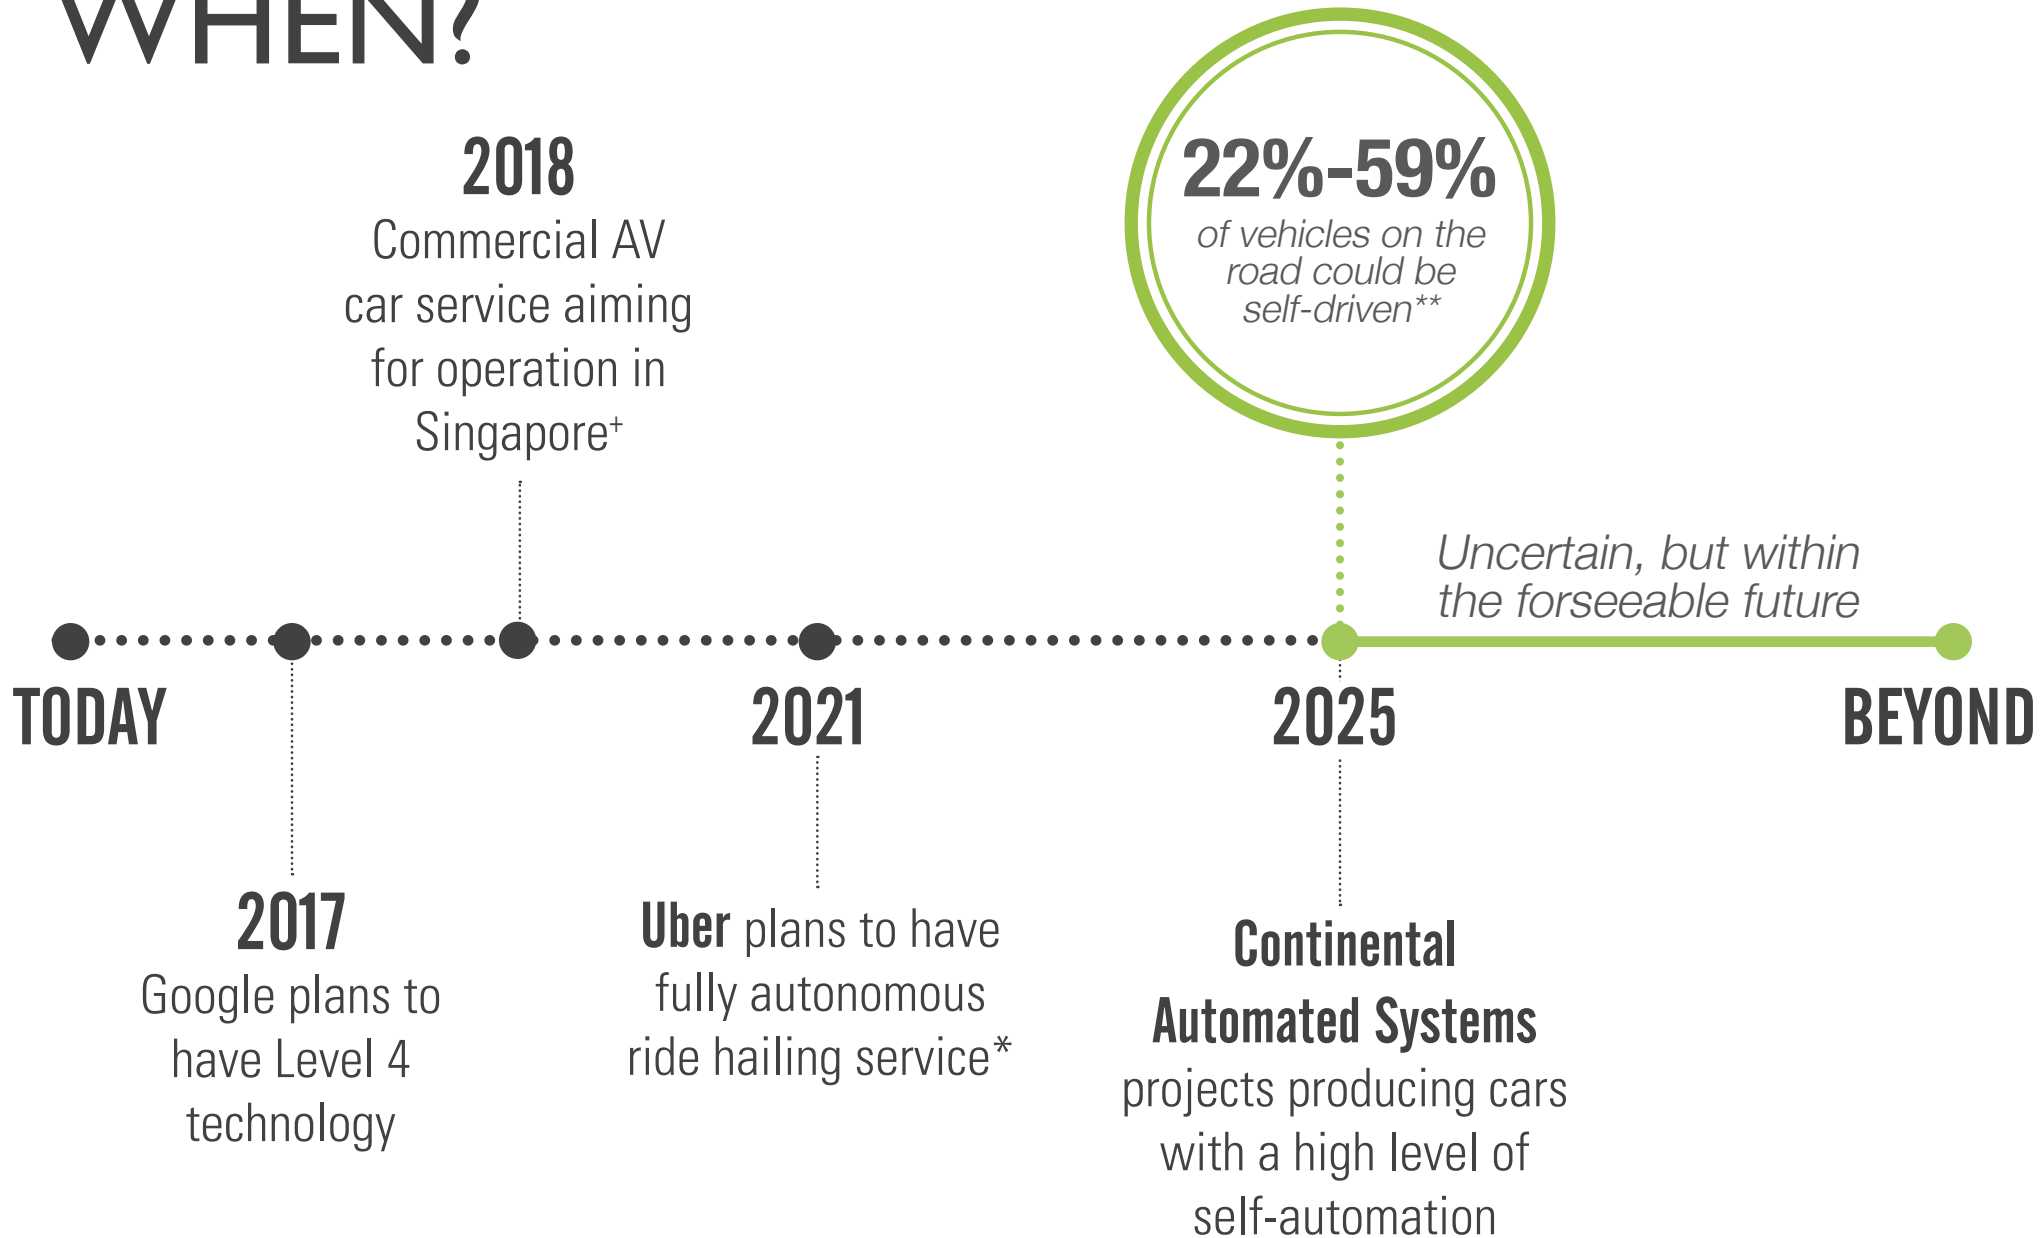 WHEN?
2018
Commercial AV
car service aiming
for operation in
Singapore+
22%-59%
of vehicles on the
road could be
self-driven**
Uncertain, but within
the forseeable future
TODAY
2021
2025
BEYOND
2017
Google plans to
have Level 4
technology
Uber plans to have
fully autonomous
ride hailing service*
Continental
Automated Systems
projects producing cars
with a high level of
self-automation